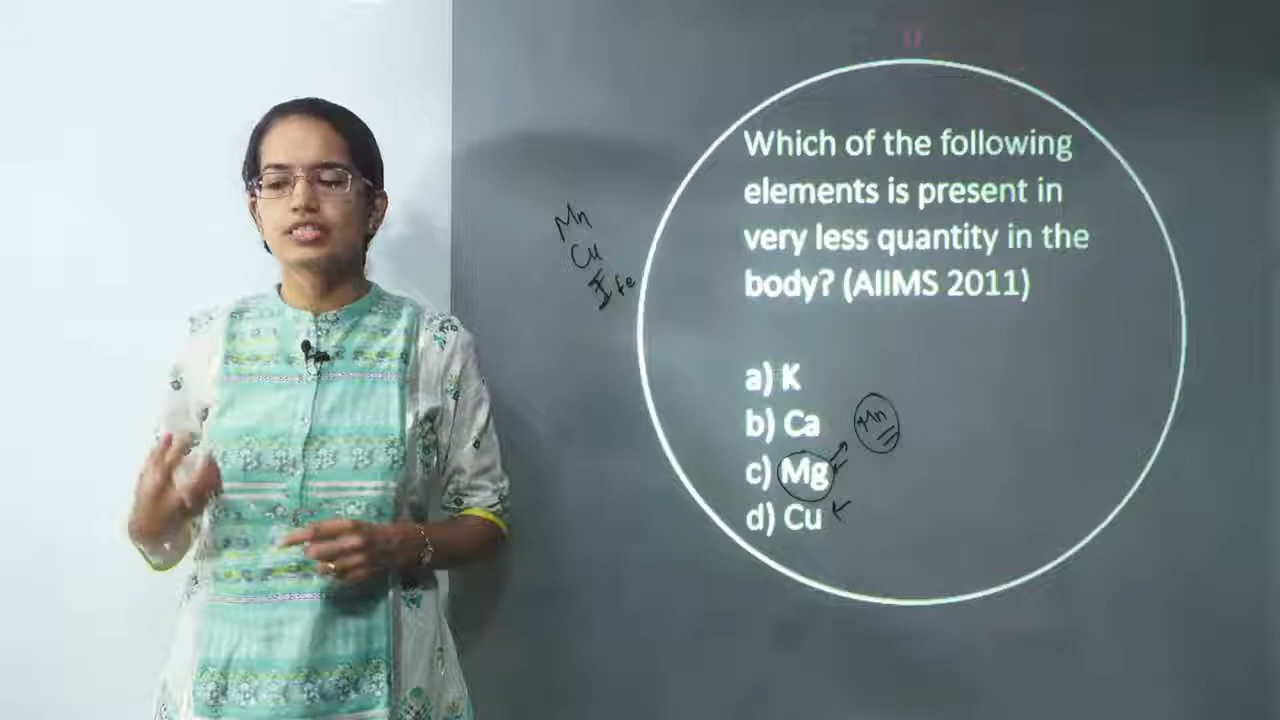 Which of the following
elements is present in
very less quantity in the
body? (AIIMS 2011)
a) K
b) Ca
c) Mg
d) Cu
Mn
Mn
Cu
I Fe